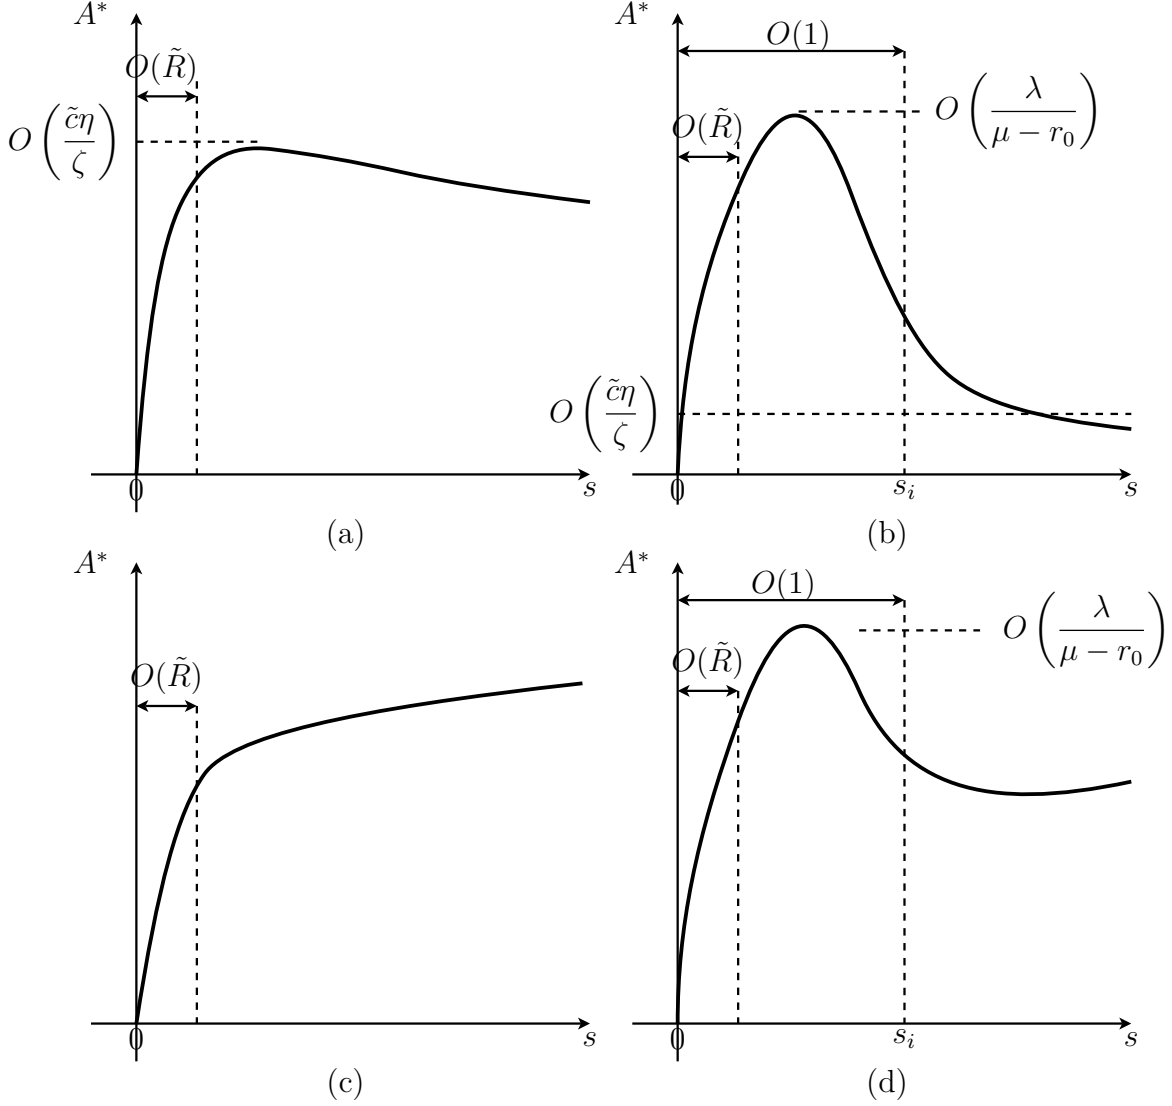 A*
O(R̃)
O(c̃η/ζ)
0
s
(a)
A*
O(1)
O(λ/(μ − r₀))
O(R̃)
O(c̃η/ζ)
0
sᵢ
s
(b)
A*
O(R̃)
0
s
(c)
A*
O(1)
O(λ/(μ − r₀))
O(R̃)
0
sᵢ
s
(d)